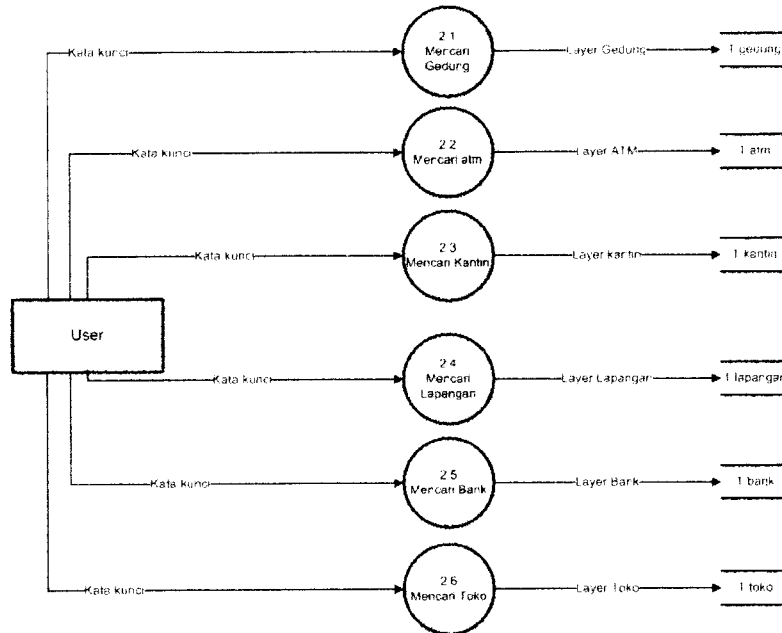 2.1
Kata kunci
Mencari
Gedung
Layer Gedung
1 gedung
2.2
Kata kunci
Mencari atm
Layer ATM
1 atm
2.3
Kata kunci
Mencari Kantin
Layer kantin
1 kantin
User
2.4
Kata kunci
Mencari
Lapangan
Layer Lapangan
1 lapangan
2.5
Kata kunci
Mencari Bank
Layer Bank
1 bank
2.6
Kata kunci
Mencari Toko
Layer Toko
1 toko